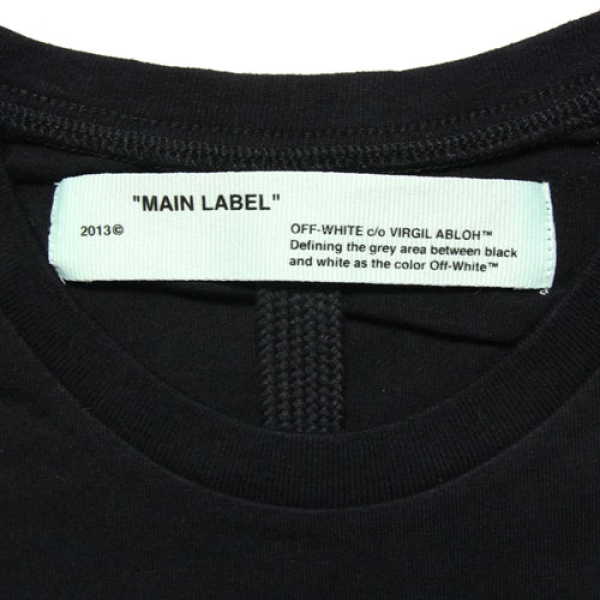 "MAIN LABEL"
2013© OFF-WHITE c/o VIRGIL ABLOH™
Defining the grey area between black
and white as the color Off-White™